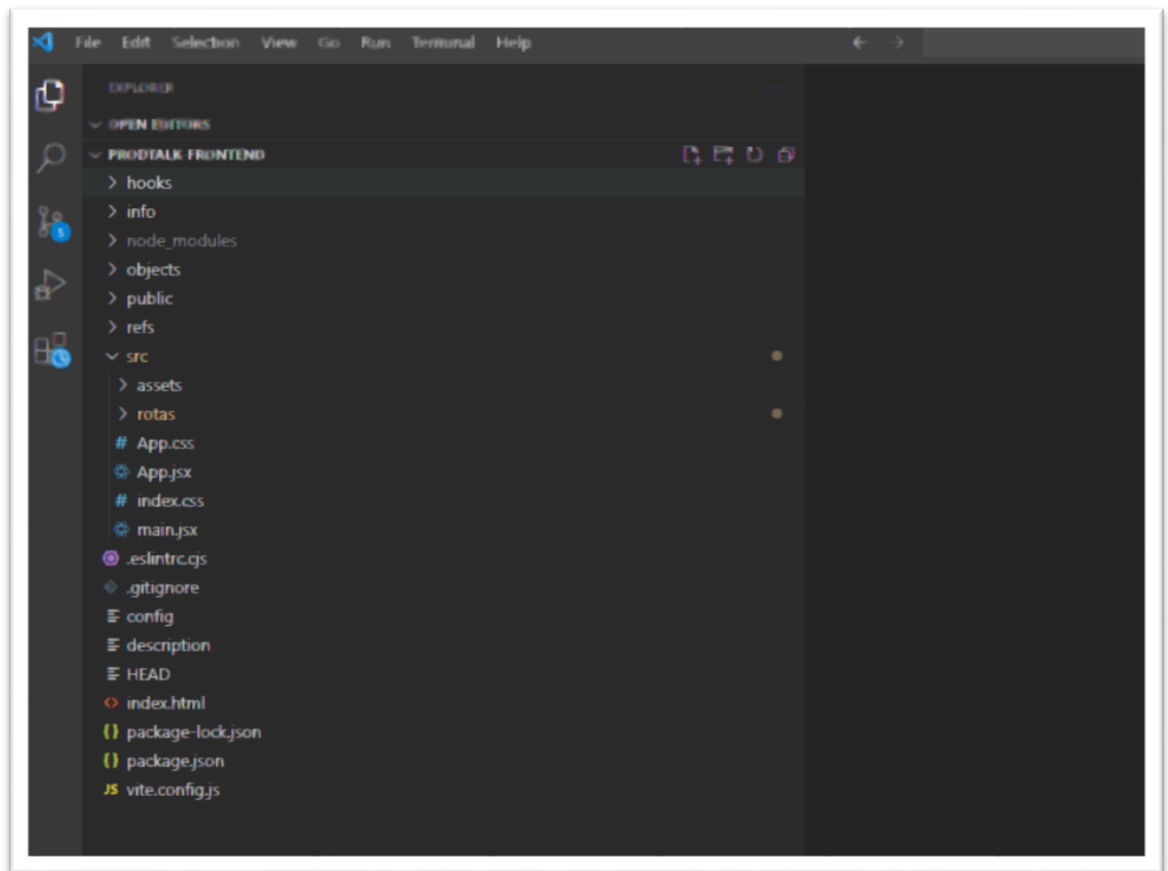 File Edit Selection View Go Run Terminal Help
EXPLORER
OPEN EDITORS
PRODTALK FRONTEND
hooks
info
node_modules
objects
public
refs
src
assets
rotas
# App.css
App.jsx
# index.css
main.jsx
.eslintrc.cjs
.gitignore
config
description
HEAD
<> index.html
{} package-lock.json
{} package.json
JS vite.config.js
5